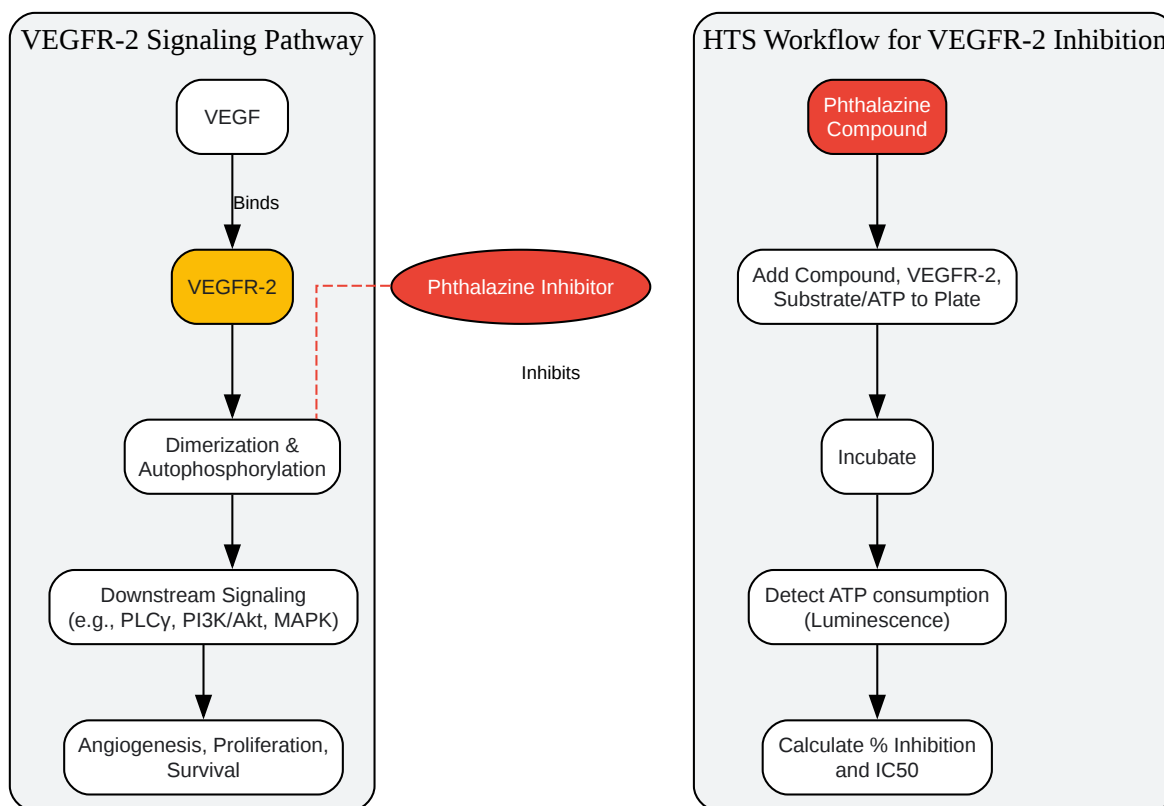 VEGFR-2 Signaling Pathway
VEGF
Binds
VEGFR-2
Phthalazine Inhibitor
Inhibits
Dimerization &
Autophosphorylation
Downstream Signaling
(e.g., PLCγ, PI3K/Akt, MAPK)
Angiogenesis, Proliferation,
Survival
HTS Workflow for VEGFR-2 Inhibition
Phthalazine
Compound
Add Compound, VEGFR-2,
Substrate/ATP to Plate
Incubate
Detect ATP consumption
(Luminescence)
Calculate % Inhibition
and IC50